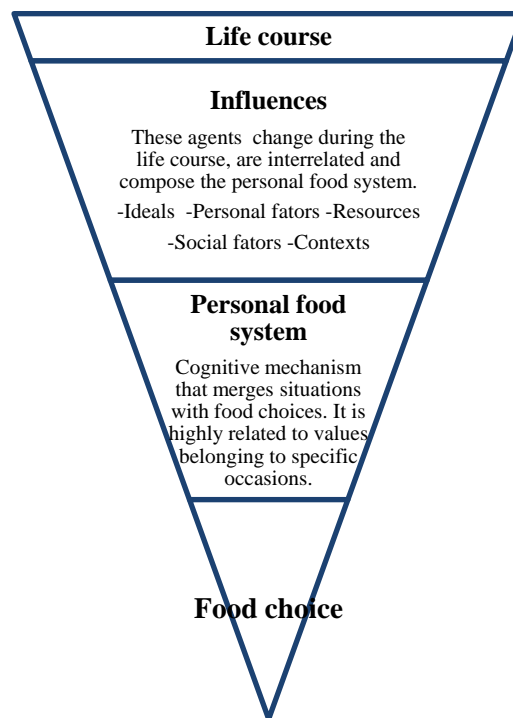 Life course
Influences
These agents change during the
life course, are interrelated and
compose the personal food system.
-Ideals -Personal fators -Resources
-Social fators -Contexts
Personal food
system
Cognitive mechanism
that merges situations
with food choices. It is
highly related to values
belonging to specific
occasions.
Food choice